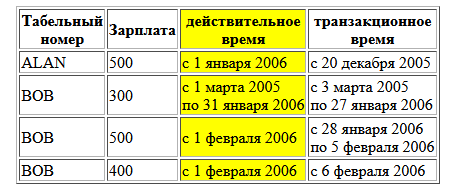 Табельный номер Зарплата действительное время транзакционное время
ALAN 500 с 1 января 2006 с 20 декабря 2005
BOB 300 с 1 марта 2005 по 31 января 2006 с 3 марта 2005 по 27 января 2006
BOB 500 с 1 февраля 2006 с 28 января 2006 по 5 февраля 2006
BOB 400 с 1 февраля 2006 с 6 февраля 2006